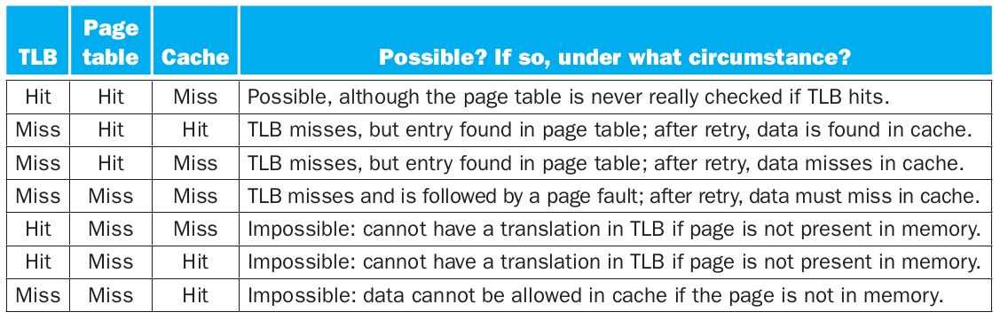 TLB Page table Cache Possible? If so, under what circumstance?
Hit Hit Miss Possible, although the page table is never really checked if TLB hits.
Miss Hit Hit TLB misses, but entry found in page table; after retry, data is found in cache.
Miss Hit Miss TLB misses, but entry found in page table; after retry, data misses in cache.
Miss Miss Miss TLB misses and is followed by a page fault; after retry, data must miss in cache.
Hit Miss Miss Impossible: cannot have a translation in TLB if page is not present in memory.
Hit Miss Hit Impossible: cannot have a translation in TLB if page is not present in memory.
Miss Miss Hit Impossible: data cannot be allowed in cache if the page is not in memory.